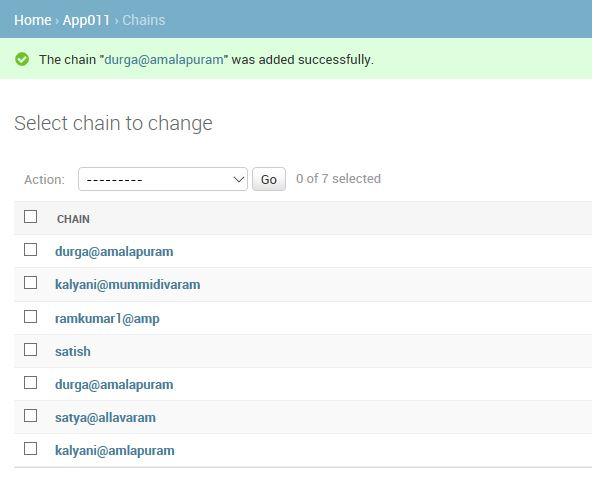 Home › App011 › Chains
The chain "durga@amalapuram" was added successfully.
Select chain to change
Action: --------- Go 0 of 7 selected
CHAIN
durga@amalapuram
kalyani@mummidivaram
ramkumar1@amp
satish
durga@amalapuram
satya@allavaram
kalyani@amlapuram